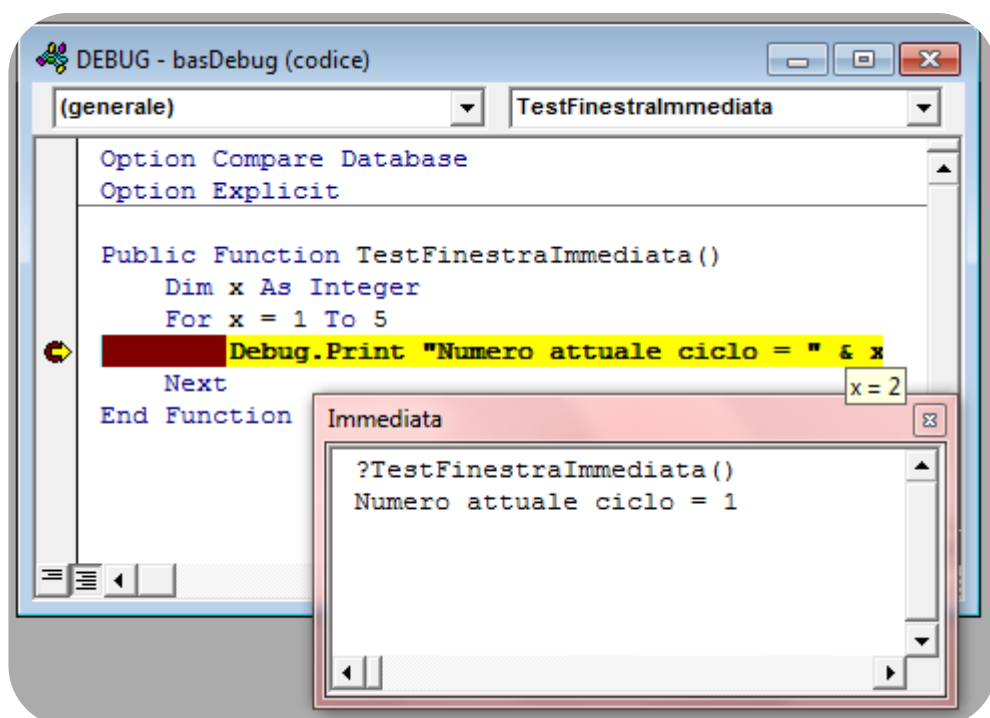 DEBUG - basDebug (codice)
(generale)
TestFinestraImmediata
Option Compare Database
Option Explicit
Public Function TestFinestraImmediata()
Dim x As Integer
For x = 1 To 5
Debug.Print "Numero attuale ciclo = " & x
Next
x = 2
End Function
Immediata
?TestFinestraImmediata()
Numero attuale ciclo = 1